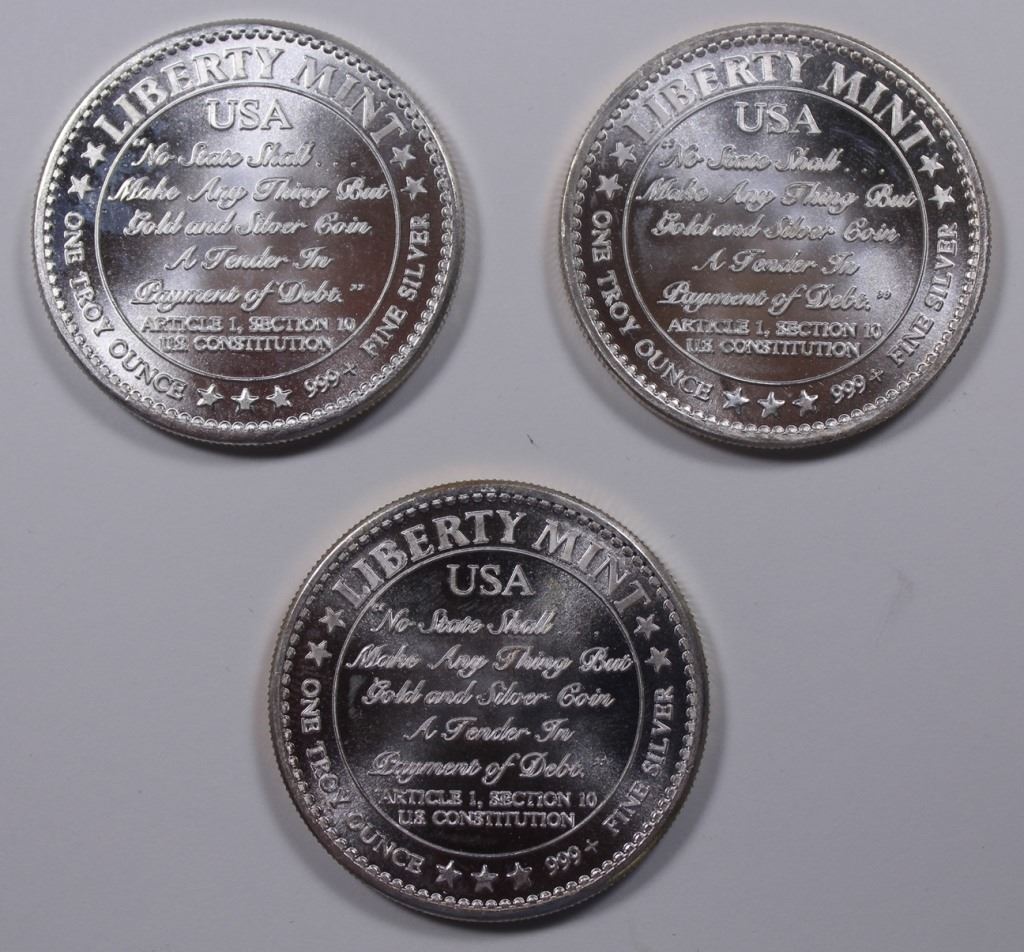 LIBERTY MINT
USA
"No State Shall . . .
Make Any Thing But
Gold and Silver Coin
A Tender In
Payment of Debt."
ARTICLE 1, SECTION 10
U.S. CONSTITUTION
ONE TROY OUNCE ★ ★ ★ 999+ FINE SILVER
LIBERTY MINT
USA
"No State Shall . . .
Make Any Thing But
Gold and Silver Coin
A Tender In
Payment of Debt."
ARTICLE 1, SECTION 10
U.S. CONSTITUTION
ONE TROY OUNCE ★ ★ ★ 999+ FINE SILVER
LIBERTY MINT
USA
"No State Shall . . .
Make Any Thing But
Gold and Silver Coin
A Tender In
Payment of Debt."
ARTICLE 1, SECTION 10
U.S. CONSTITUTION
ONE TROY OUNCE ★ ★ ★ 999+ FINE SILVER